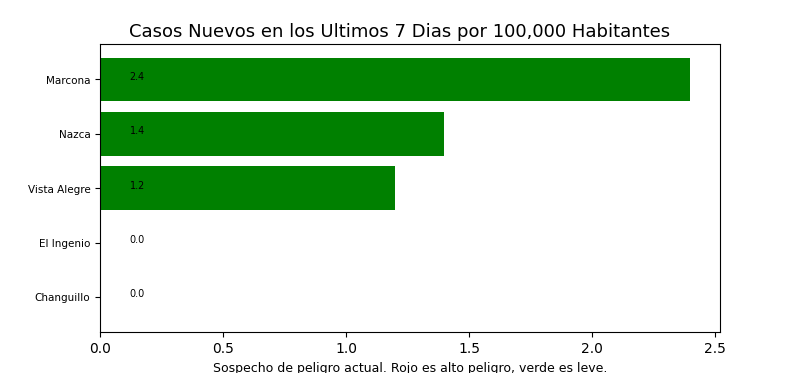 Casos Nuevos en los Ultimos 7 Dias por 100,000 Habitantes
Marcona 2.4
Nazca 1.4
Vista Alegre 1.2
El Ingenio 0.0
Changuillo 0.0
0.0 0.5 1.0 1.5 2.0 2.5
Sospecho de peligro actual. Rojo es alto peligro, verde es leve.